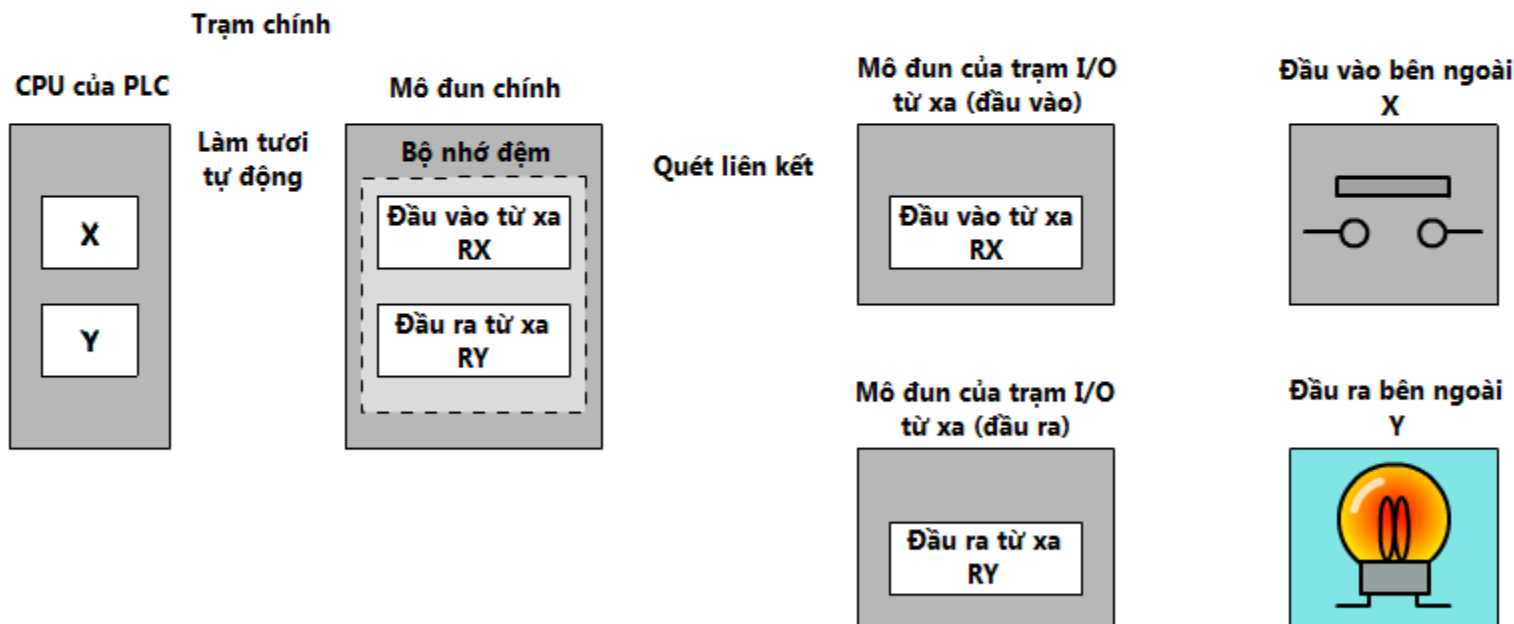 Trạm chính
CPU của PLC
Mô đun chính
Làm tươi
tự động
X
Y
Bộ nhớ đệm
Đầu vào từ xa
RX
Đầu ra từ xa
RY
Quét liên kết
Mô đun của trạm I/O
từ xa (đầu vào)
Đầu vào từ xa
RX
Đầu vào bên ngoài
X
Mô đun của trạm I/O
từ xa (đầu ra)
Đầu ra từ xa
RY
Đầu ra bên ngoài
Y